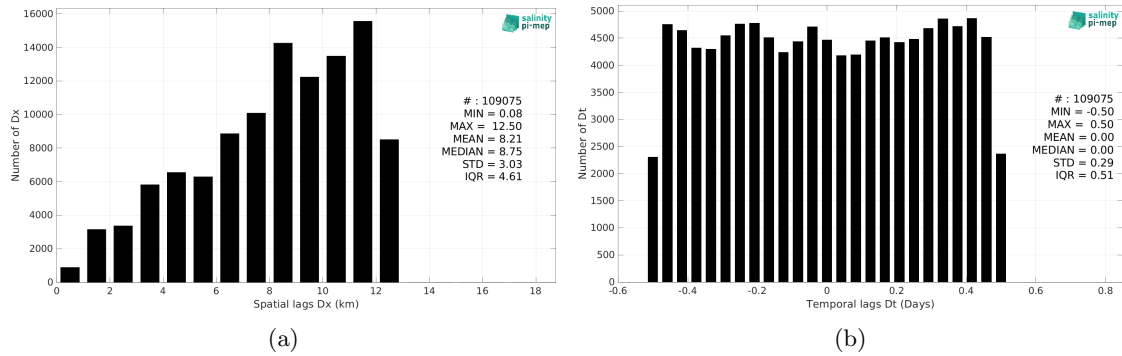 salinity
pi-mep
16000
14000
12000
10000
8000
6000
4000
2000
0
Number of Dx
# : 109075
MIN = 0.08
MAX = 12.50
MEAN = 8.21
MEDIAN = 8.75
STD = 3.03
IQR = 4.61
0 2 4 6 8 10 12 14 16 18
Spatial lags Dx (km)
(a)
salinity
pi-mep
5000
4500
4000
3500
3000
2500
2000
1500
1000
500
0
Number of Dt
# : 109075
MIN = -0.50
MAX = 0.50
MEAN = 0.00
MEDIAN = 0.00
STD = 0.29
IQR = 0.51
-0.6 -0.4 -0.2 0 0.2 0.4 0.6 0.8
Temporal lags Dt (Days)
(b)